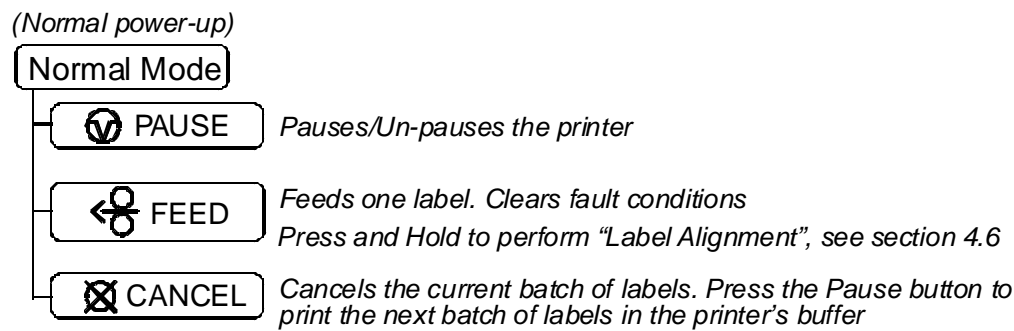 (Normal power-up)
Normal Mode
PAUSE Pauses/Un-pauses the printer
FEED Feeds one label. Clears fault conditions
Press and Hold to perform “Label Alignment”, see section 4.6
CANCEL Cancels the current batch of labels. Press the Pause button to
print the next batch of labels in the printer’s buffer